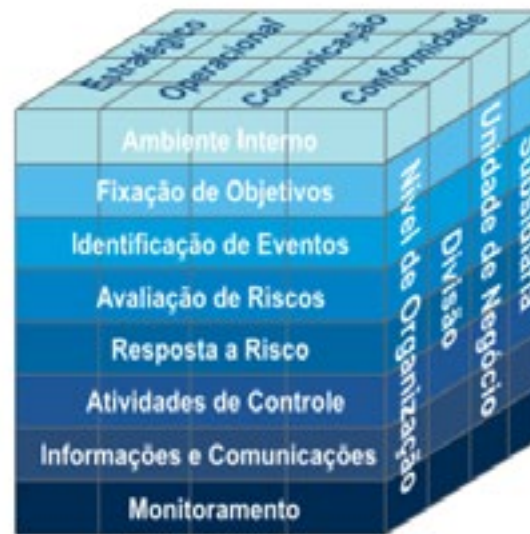 Estratégico
Operacional
Comunicação
Conformidade
Ambiente Interno
Fixação de Objetivos
Identificação de Eventos
Avaliação de Riscos
Resposta a Risco
Atividades de Controle
Informações e Comunicações
Monitoramento
Nível de Organização
Divisão
Unidade de Negócio